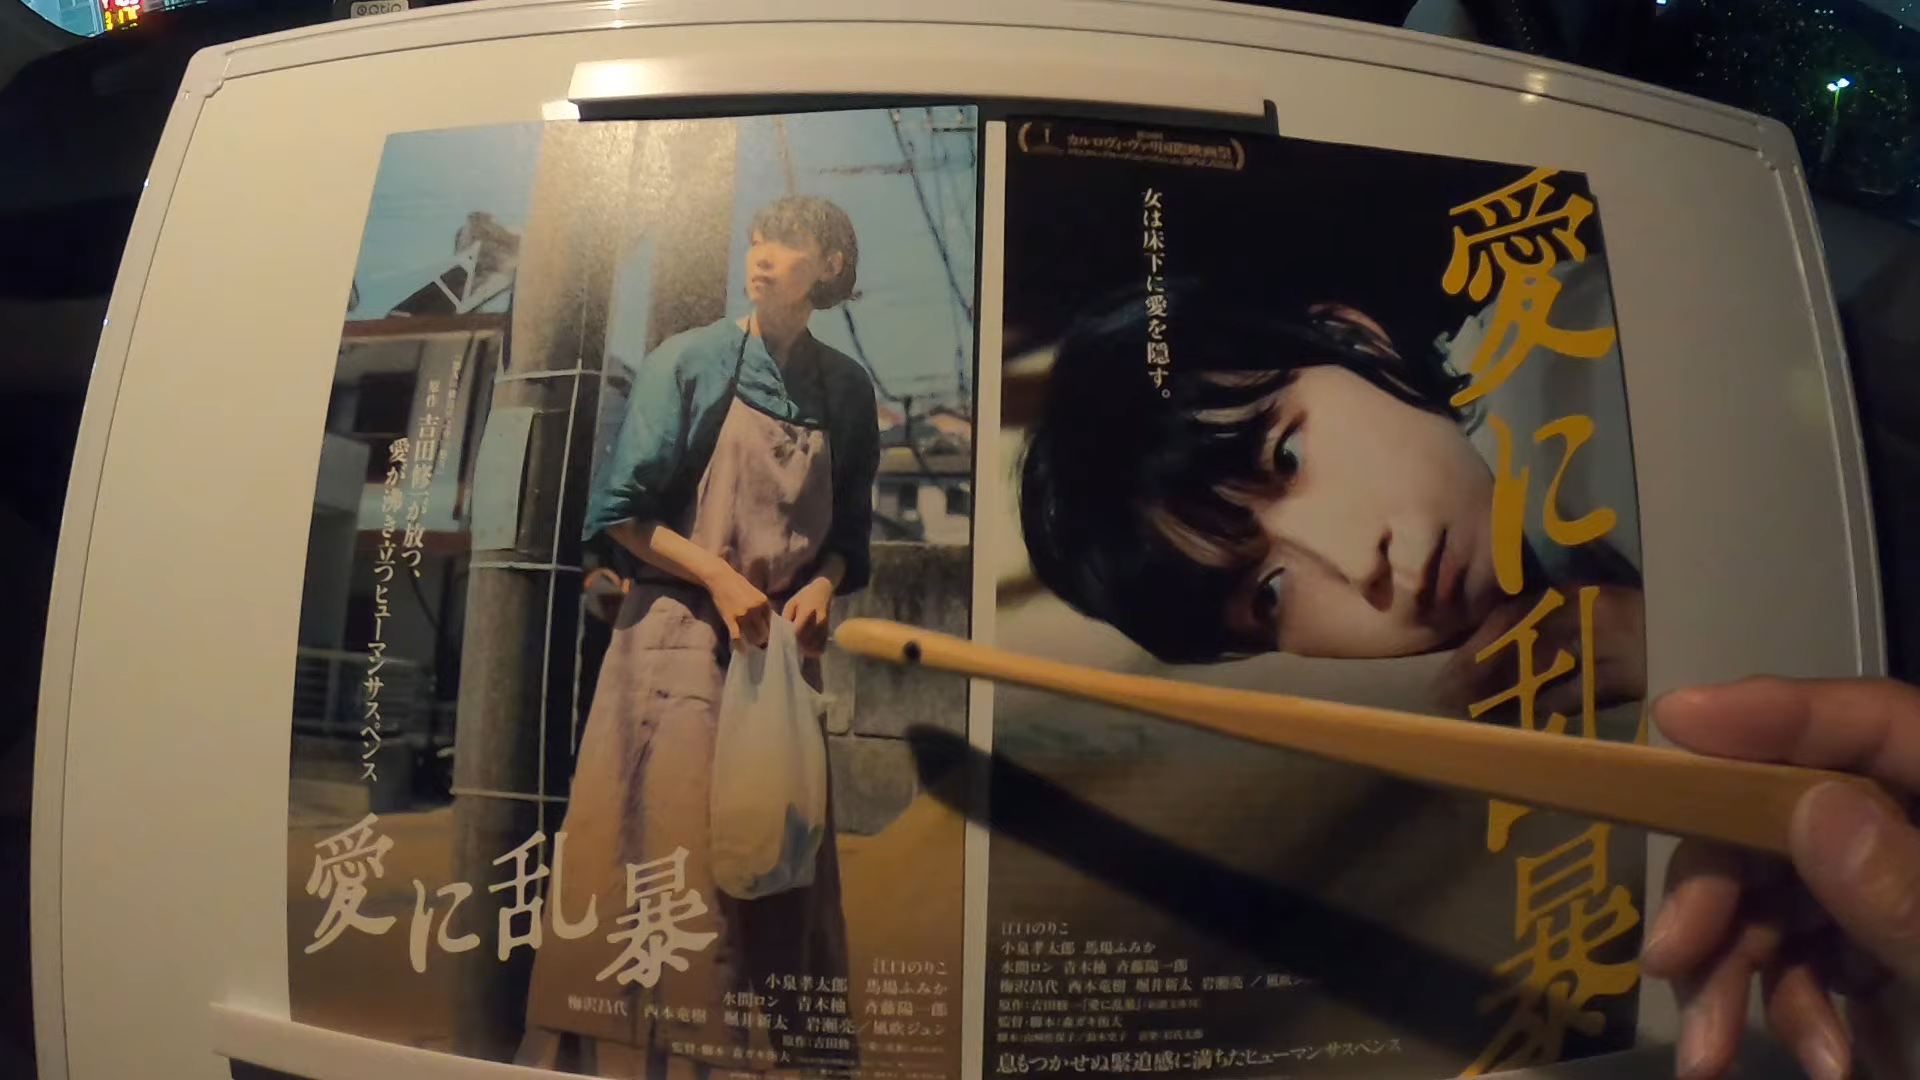 Qtio
原作 吉田修一が放つ、
愛が沸き立つヒューマンサスペンス
愛に乱暴
江口のりこ
小泉孝太郎 馬場ふみか
水間ロン 青木柚 斉藤陽一郎
梅沢昌代 西本竜樹 堀井新太 岩瀬亮/風吹ジュン
原作:吉田修一
監督・脚本:森ガキ侑大
カルロヴィ・ヴァリ国際映画祭
女は床下に愛を隠す。
愛に乱暴
江口のりこ
小泉孝太郎 馬場ふみか
水間ロン 青木柚 斉藤陽一郎
梅沢昌代 西本竜樹 堀井新太 岩瀬亮/風吹
原作:吉田修一『愛に乱暴』
監督・脚本:森ガキ侑大
息もつかせぬ緊迫感に満ちたヒューマンサスペンス